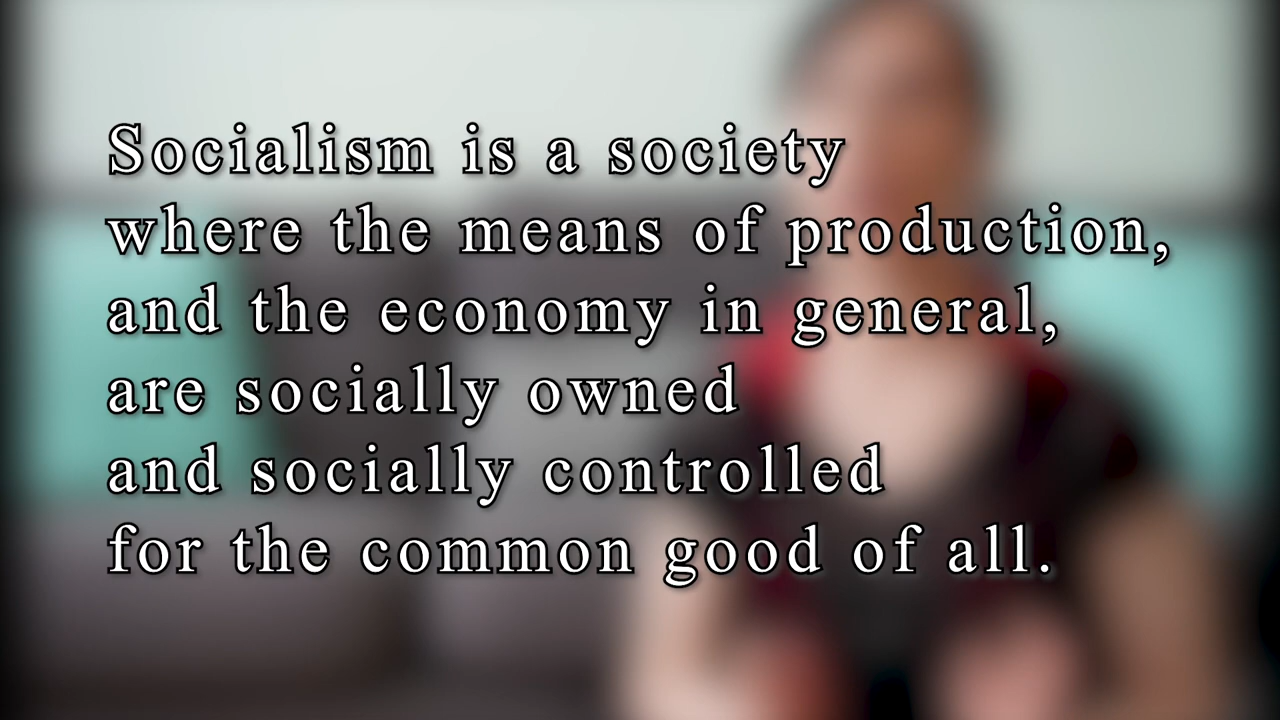 Socialism is a society
where the means of production,
and the economy in general,
are socially owned
and socially controlled
for the common good of all.